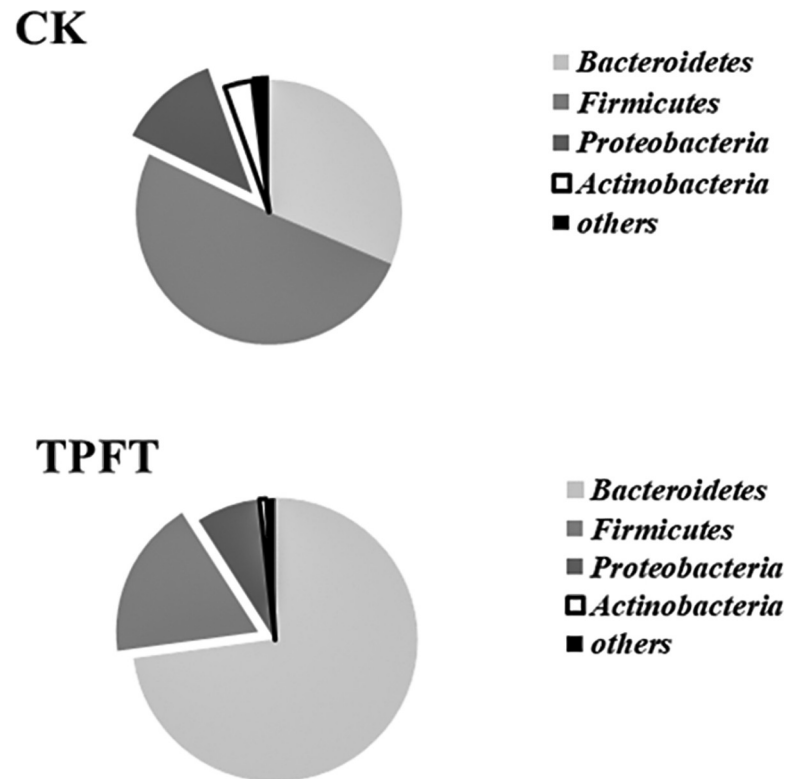 CK
Bacteroidetes
Firmicutes
Proteobacteria
Actinobacteria
others
TPFT
Bacteroidetes
Firmicutes
Proteobacteria
Actinobacteria
others